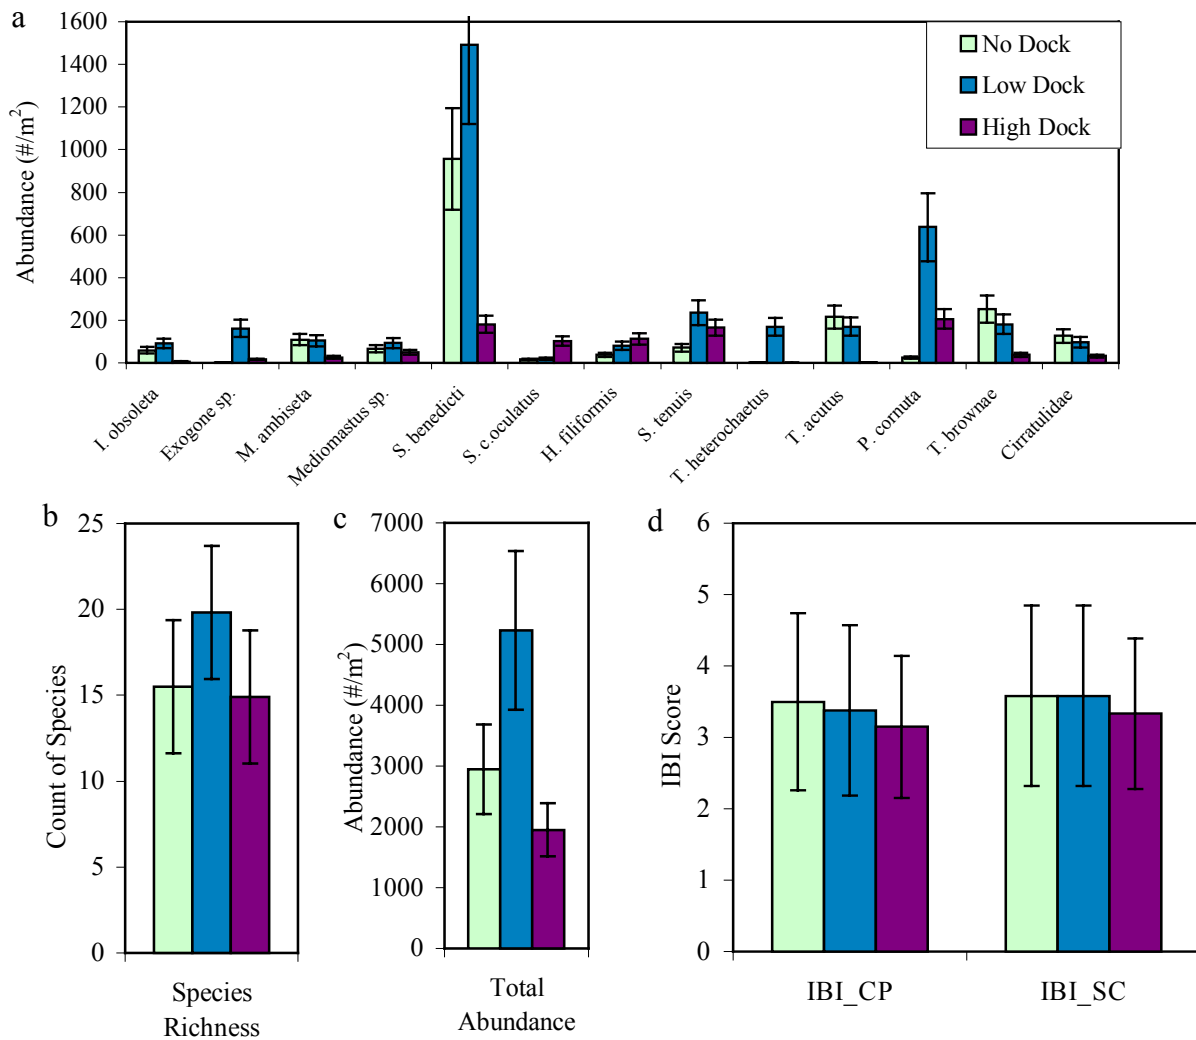 a
1600
1400
1200
1000
800
600
400
200
0
Abundance (#/m²)
No Dock
Low Dock
High Dock
I. obsoleta
Exogone sp.
M. ambiseta
Mediomastus sp.
S. benedicti
S. c.oculatus
H. filiformis
S. tenuis
T. heterochaetus
T. acutus
P. cornuta
T. brownae
Cirratulidae
b
25
20
15
10
5
0
Count of Species
Species
Richness
c
7000
6000
5000
4000
3000
2000
1000
0
Abundance (#/m²)
Total
Abundance
d
6
5
4
3
2
1
0
IBI Score
IBI_CP
IBI_SC